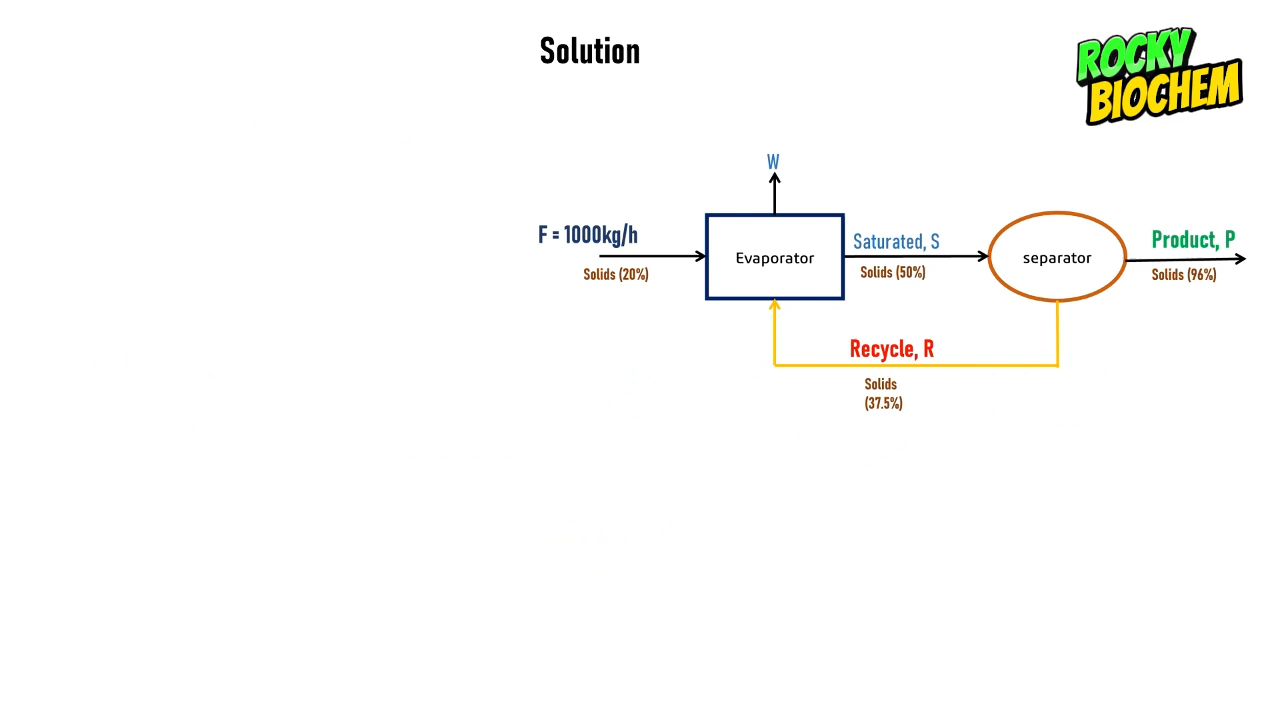 Solution
ROCKY
BIOCHEM
W
F = 1000kg/h
Solids (20%)
Evaporator
Saturated, S
Solids (50%)
separator
Product, P
Solids (96%)
Recycle, R
Solids
(37.5%)